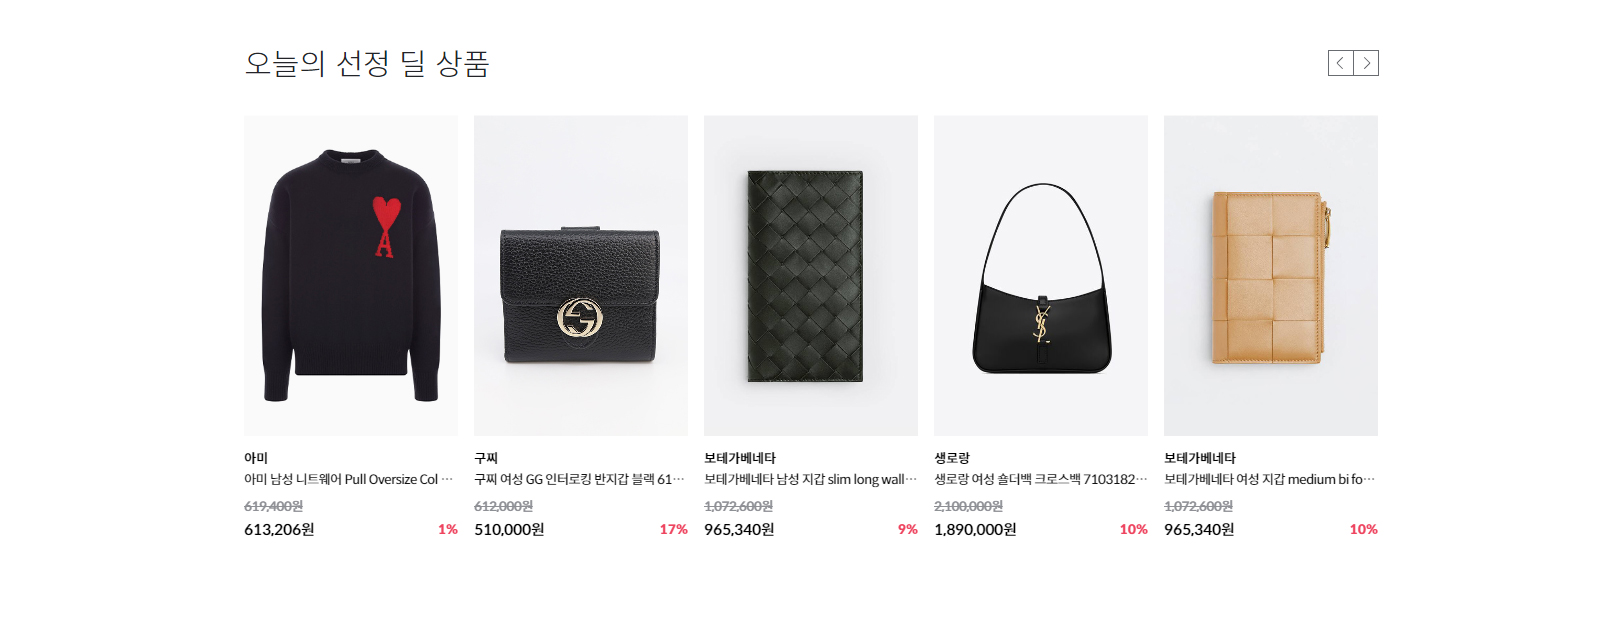 오늘의 선정 딜 상품
아미
아미 남성 니트웨어 Pull Oversize Col ···
619,400원
613,206원 1%
구찌
구찌 여성 GG 인터로킹 반지갑 블랙 61···
612,000원
510,000원 17%
보테가베네타
보테가베네타 남성 지갑 slim long wall···
1,072,600원
965,340원 9%
생로랑
생로랑 여성 숄더백 크로스백 7103182···
2,100,000원
1,890,000원 10%
보테가베네타
보테가베네타 여성 지갑 medium bi fo···
1,072,600원
965,340원 10%